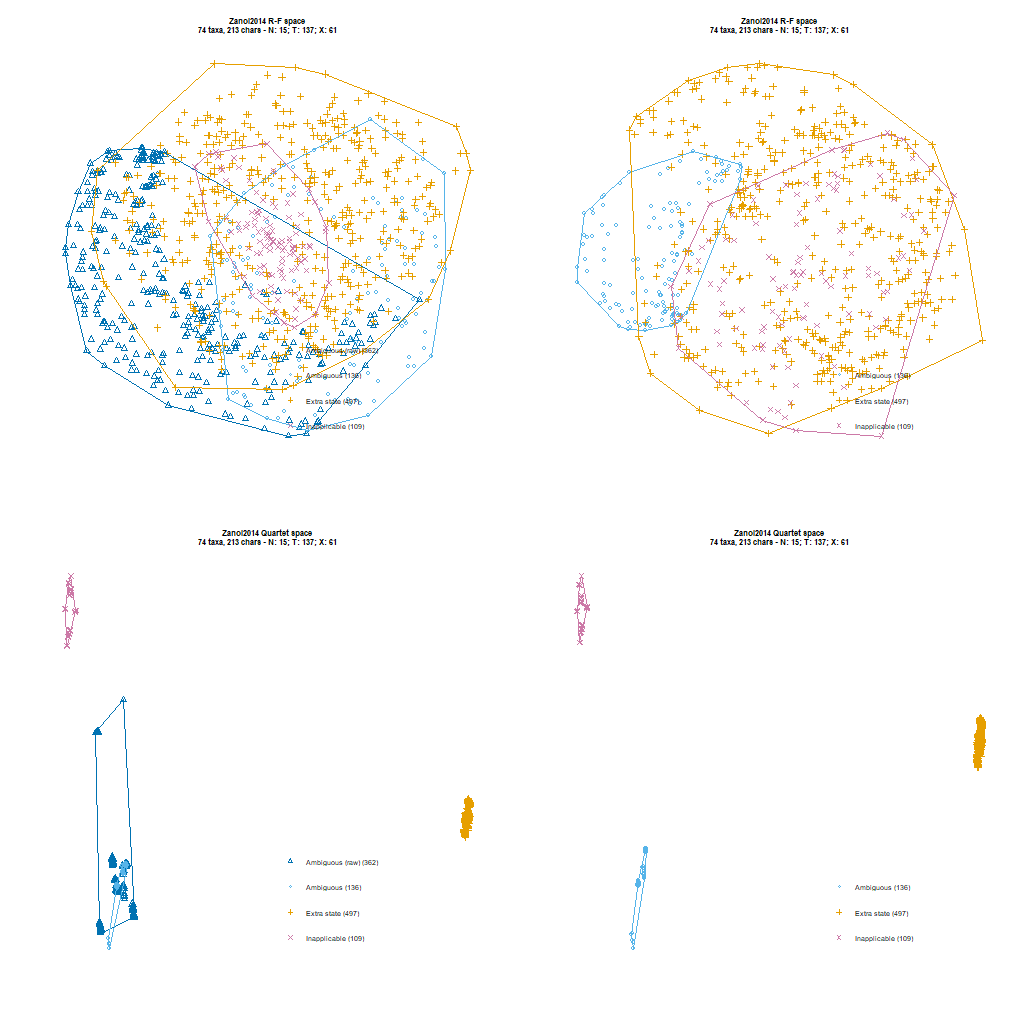 Zanol2014 R-F space
74 taxa, 213 chars - N: 15; T: 137; X: 61
Ambiguous (raw) (362)
Ambiguous (136)
Extra state (497)
Inapplicable (109)
Zanol2014 R-F space
74 taxa, 213 chars - N: 15; T: 137; X: 61
Ambiguous (136)
Extra state (497)
Inapplicable (109)
Zanol2014 Quartet space
74 taxa, 213 chars - N: 15; T: 137; X: 61
Ambiguous (raw) (362)
Ambiguous (136)
Extra state (497)
Inapplicable (109)
Zanol2014 Quartet space
74 taxa, 213 chars - N: 15; T: 137; X: 61
Ambiguous (136)
Extra state (497)
Inapplicable (109)